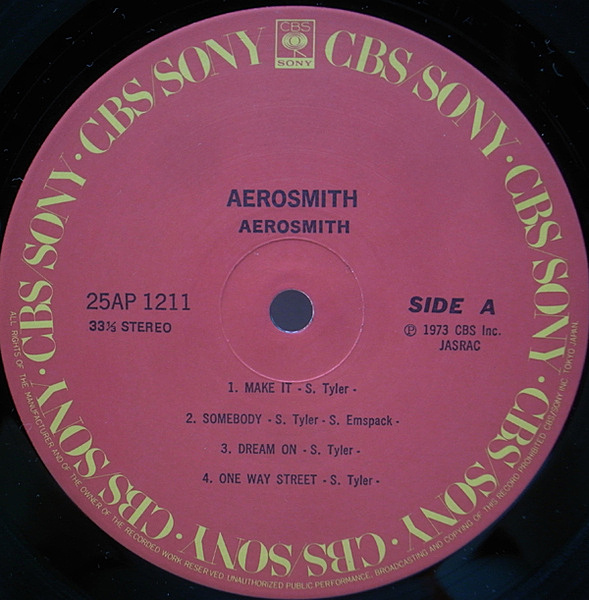 CBS
SONY
CBS/SONY · CBS/SONY · CBS/SONY · CBS/SONY · CBS/SONY · CBS/SONY · CBS/SONY · CBS/SONY
AEROSMITH
AEROSMITH
25AP 1211
33⅓ STEREO
SIDE A
Ⓟ 1973 CBS Inc.
JASRAC
1. MAKE IT - S. Tyler -
2. SOMEBODY - S. Tyler - S. Emspack -
3. DREAM ON - S. Tyler -
4. ONE WAY STREET - S. Tyler -
ALL RIGHTS OF THE MANUFACTURER AND OF THE OWNER OF THE RECORDED WORK RESERVED. UNAUTHORIZED PUBLIC PERFORMANCE, BROADCASTING AND COPYING OF THIS RECORD PROHIBITED. CBS/SONY INC. TOKYO JAPAN.